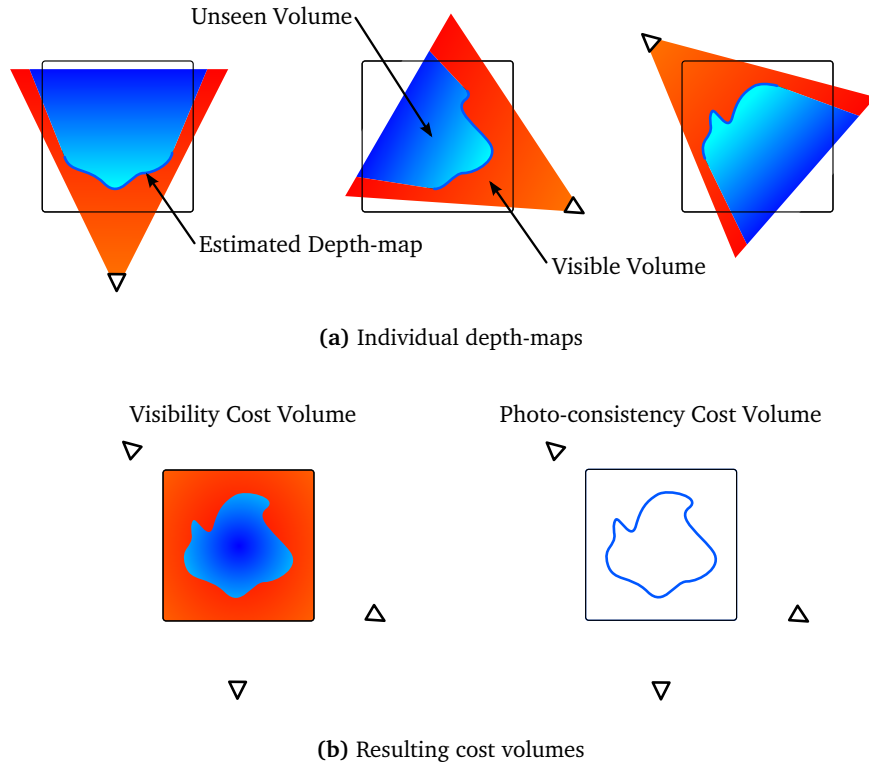 Unseen Volume
Estimated Depth-map
Visible Volume
(a) Individual depth-maps
Visibility Cost Volume
Photo-consistency Cost Volume
(b) Resulting cost volumes